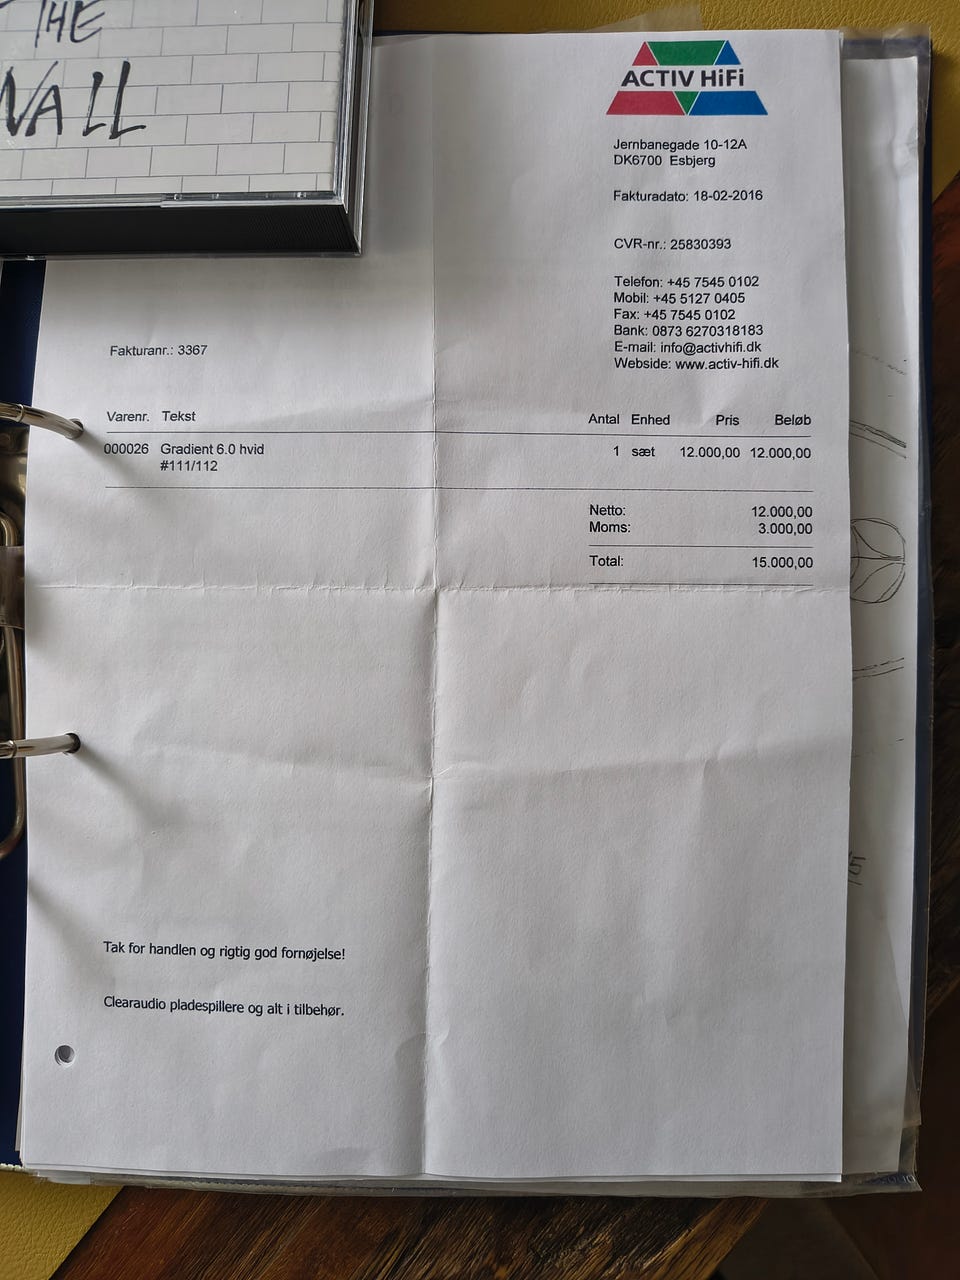 THE
WALL
ACTIV HiFi
Jernbanegade 10-12A
DK6700 Esbjerg
Fakturadato: 18-02-2016
CVR-nr.: 25830393
Telefon: +45 7545 0102
Mobil: +45 5127 0405
Fax: +45 7545 0102
Bank: 0873 6270318183
E-mail: info@activhifi.dk
Webside: www.activ-hifi.dk
Fakturanr.: 3367
Varenr. Tekst Antal Enhed Pris Beløb
000026 Gradient 6.0 hvid 1 sæt 12.000,00 12.000,00
#111/112
Netto: 12.000,00
Moms: 3.000,00
Total: 15.000,00
Tak for handlen og rigtig god fornøjelse!
Clearaudio pladespillere og alt i tilbehør.